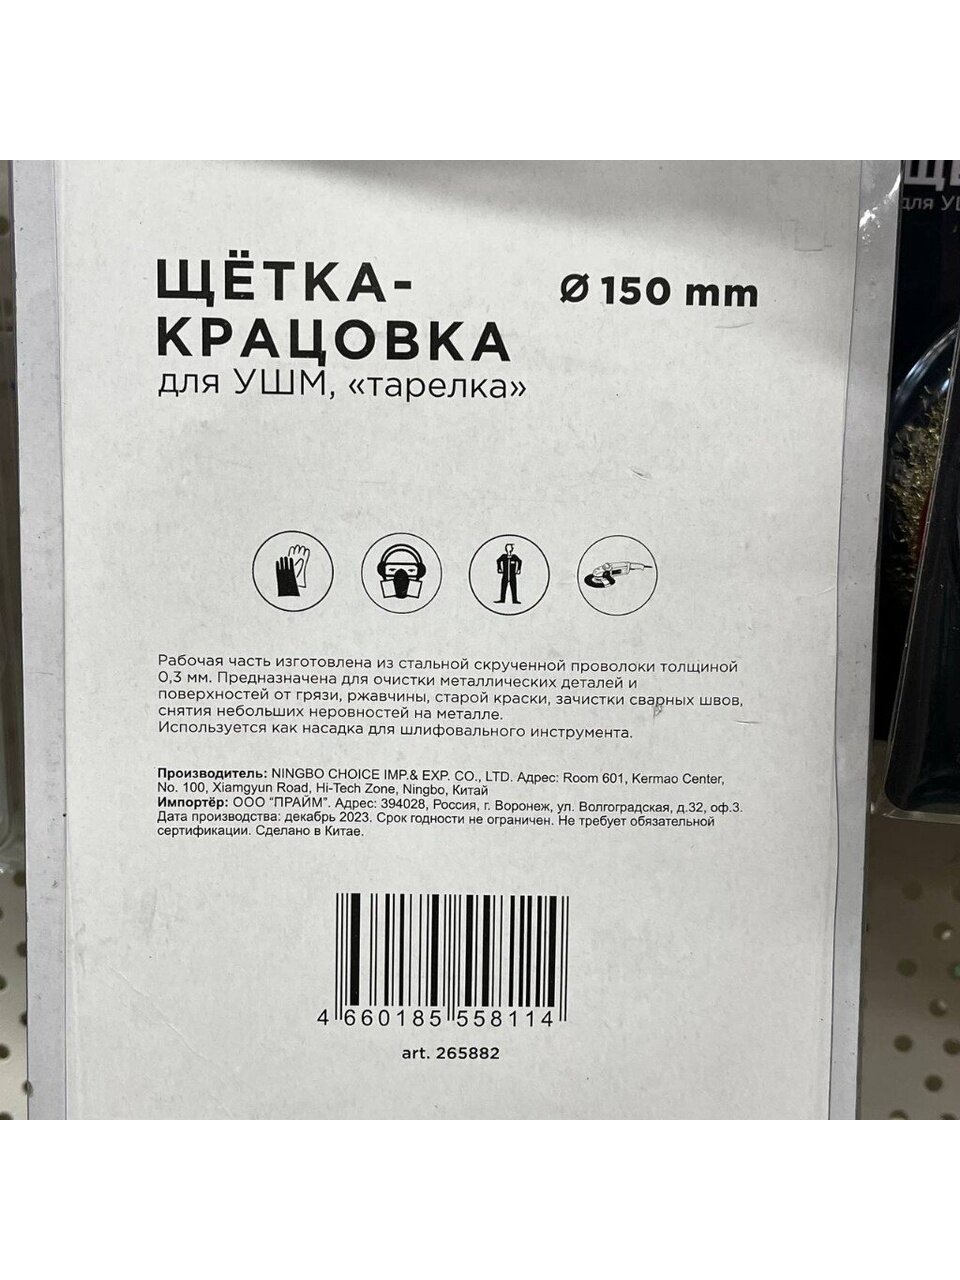 ЩЁТКА-
КРАЦОВКА
для УШМ, «тарелка»
Ø 150 mm
Рабочая часть изготовлена из стальной скрученной проволоки толщиной
0,3 мм. Предназначена для очистки металлических деталей и
поверхностей от грязи, ржавчины, старой краски, зачистки сварных швов,
снятия небольших неровностей на металле.
Используется как насадка для шлифовального инструмента.
Производитель: NINGBO CHOICE IMP.& EXP. CO., LTD. Адрес: Room 601, Kermao Center,
No. 100, Xiamgyun Road, Hi-Tech Zone, Ningbo, Китай
Импортёр: ООО "ПРАЙМ". Адрес: 394028, Россия, г. Воронеж, ул. Волгоградская, д.32, оф.3.
Дата производства: декабрь 2023. Срок годности не ограничен. Не требует обязательной
сертификации. Сделано в Китае.
4 660185 558114
art. 265882
для